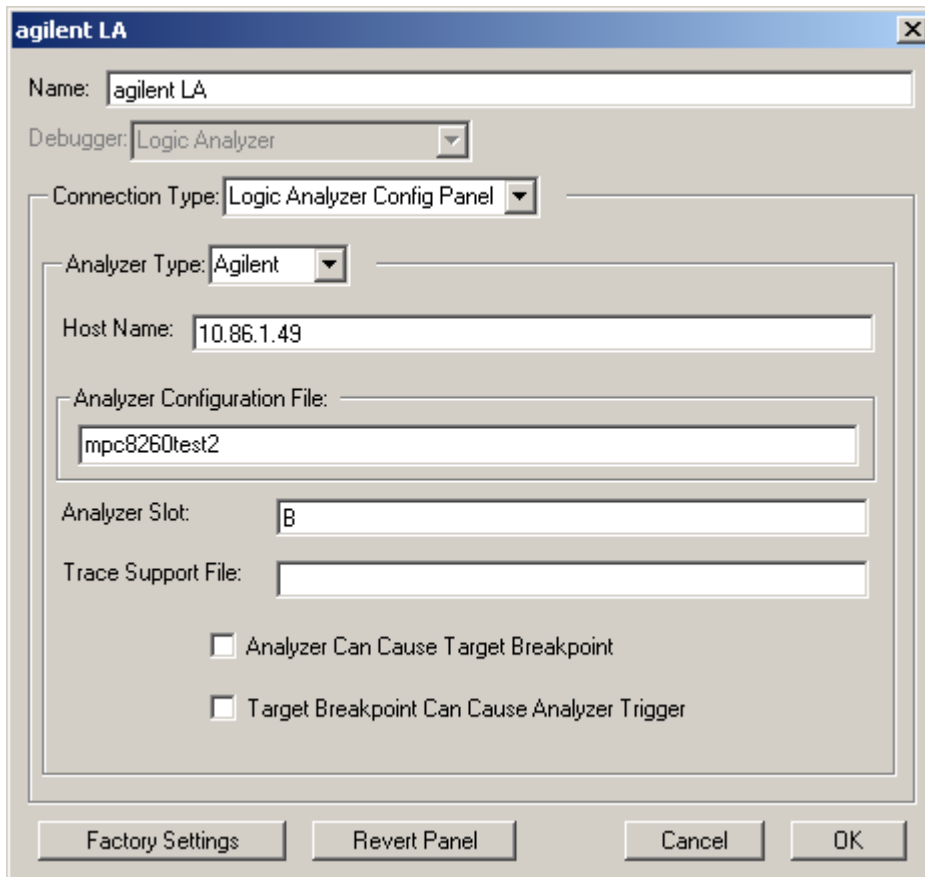 agilent LA
Name: agilent LA
Debugger: Logic Analyzer
Connection Type: Logic Analyzer Config Panel
Analyzer Type: Agilent
Host Name: 10.86.1.49
Analyzer Configuration File:
mpc8260test2
Analyzer Slot: B
Trace Support File:
Analyzer Can Cause Target Breakpoint
Target Breakpoint Can Cause Analyzer Trigger
Factory Settings Revert Panel Cancel OK